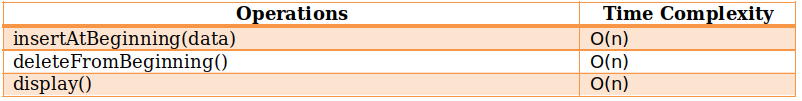 Operations Time Complexity
insertAtBeginning(data) O(n)
deleteFromBeginning() O(n)
display() O(n)